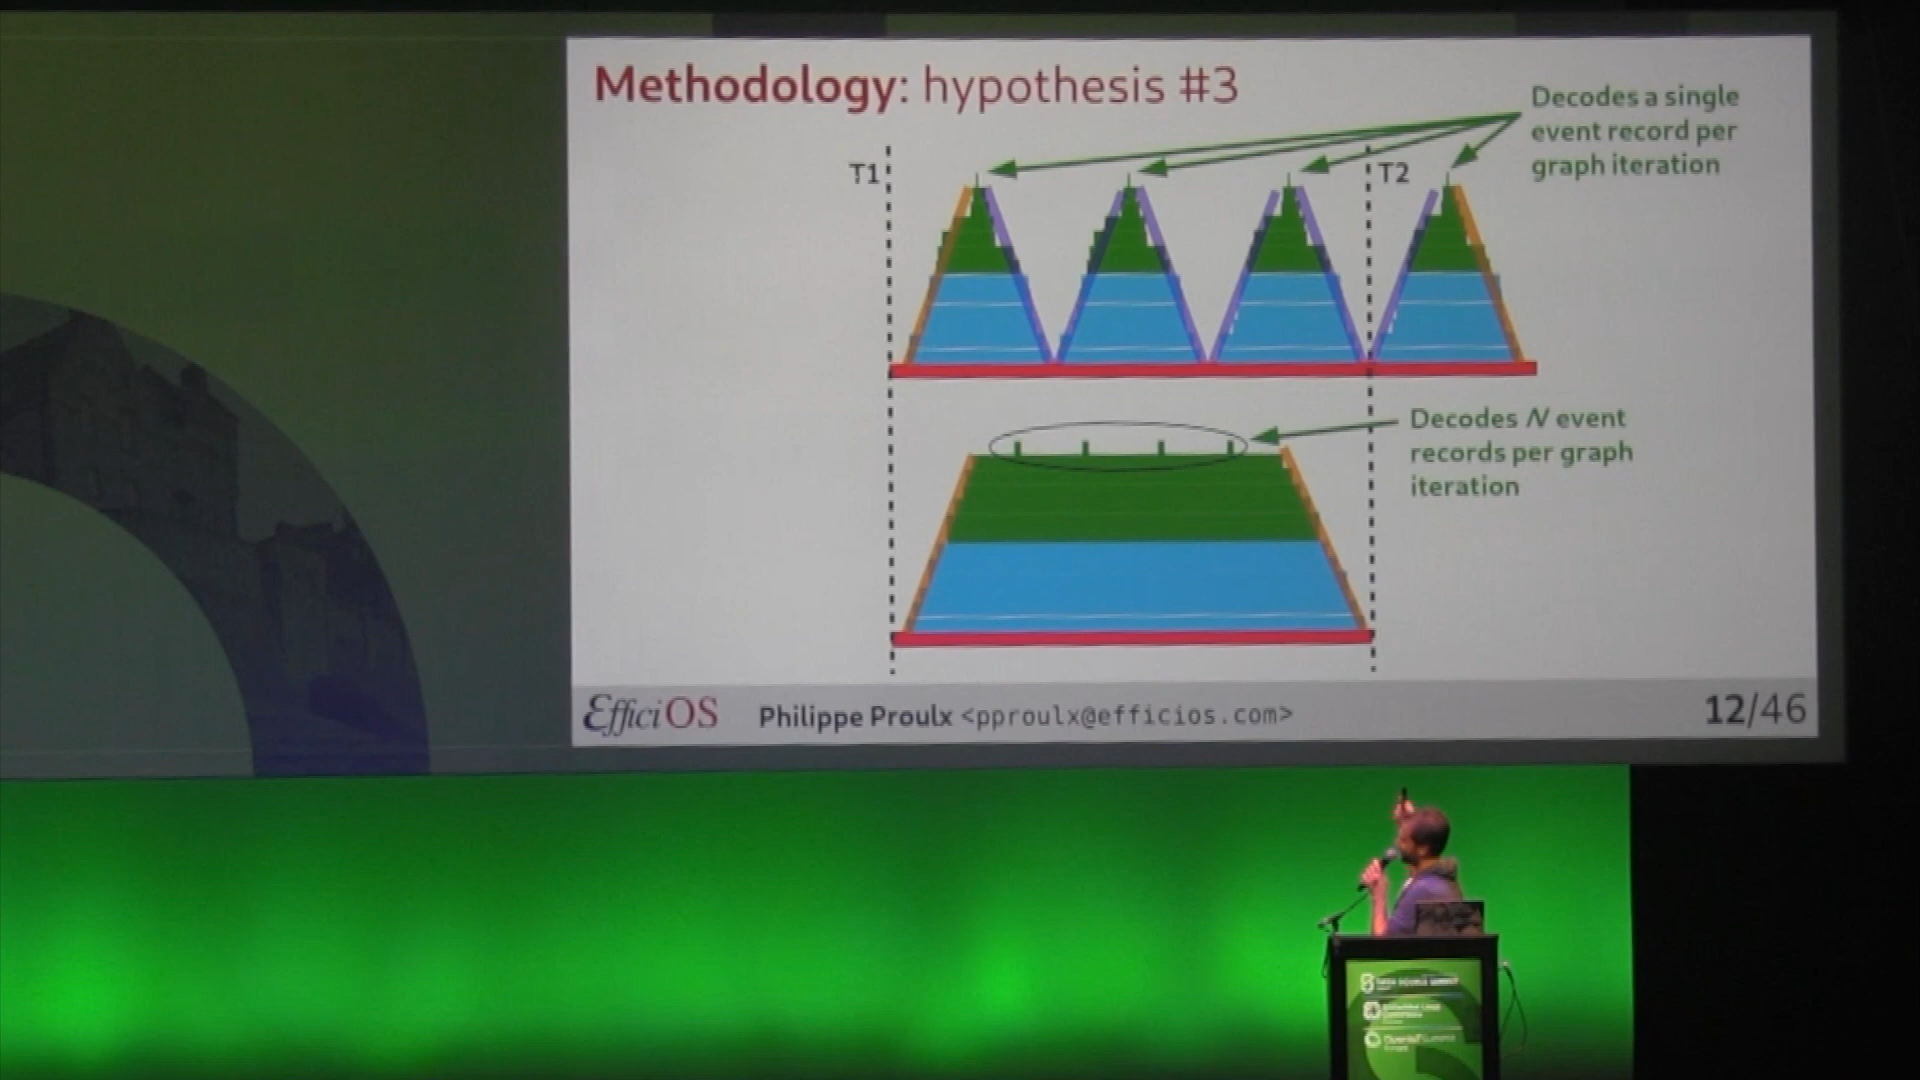 Methodology: hypothesis #3
Decodes a single
event record per
graph iteration
T1
T2
Decodes N event
records per graph
iteration
EfficiOS
Philippe Proulx <pproulx@efficios.com>
12/46